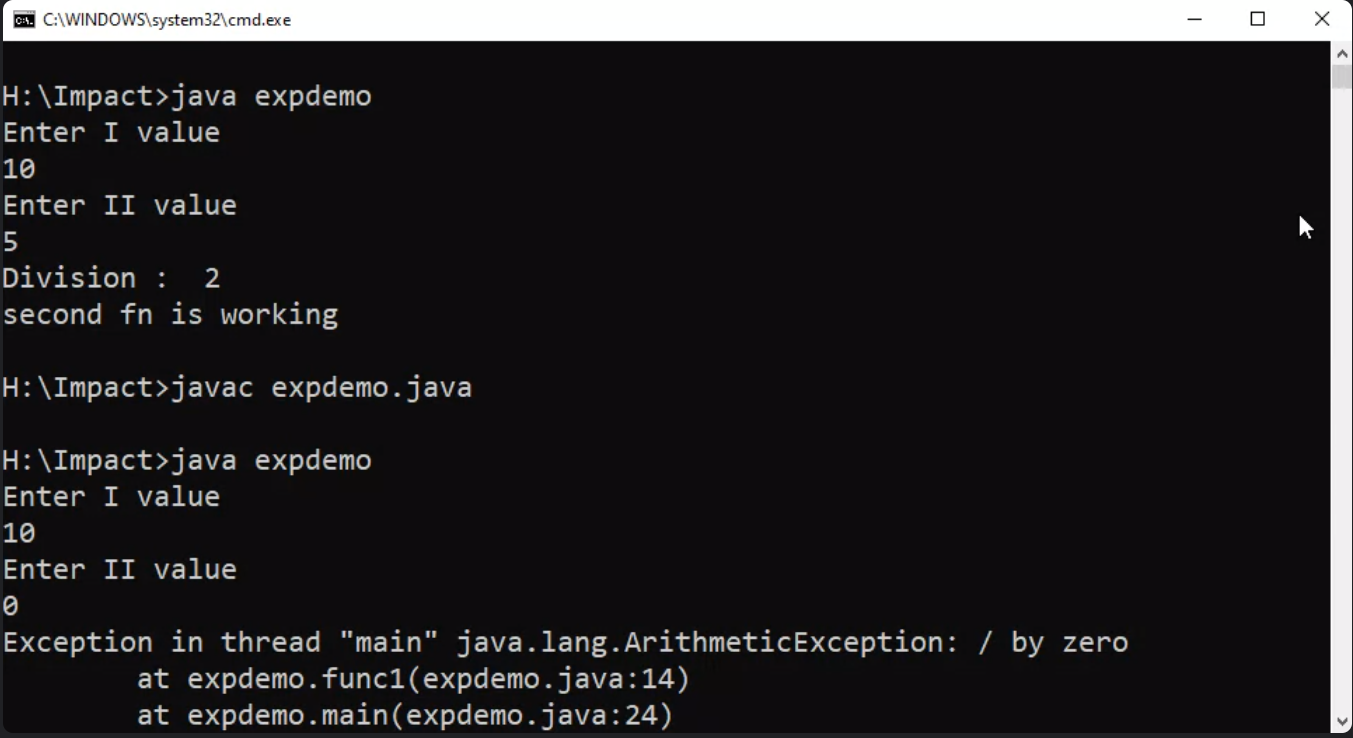 C:\WINDOWS\system32\cmd.exe
H:\Impact>java expdemo
Enter I value
10
Enter II value
5
Division :  2
second fn is working
H:\Impact>javac expdemo.java
H:\Impact>java expdemo
Enter I value
10
Enter II value
0
Exception in thread "main" java.lang.ArithmeticException: / by zero
        at expdemo.func1(expdemo.java:14)
        at expdemo.main(expdemo.java:24)